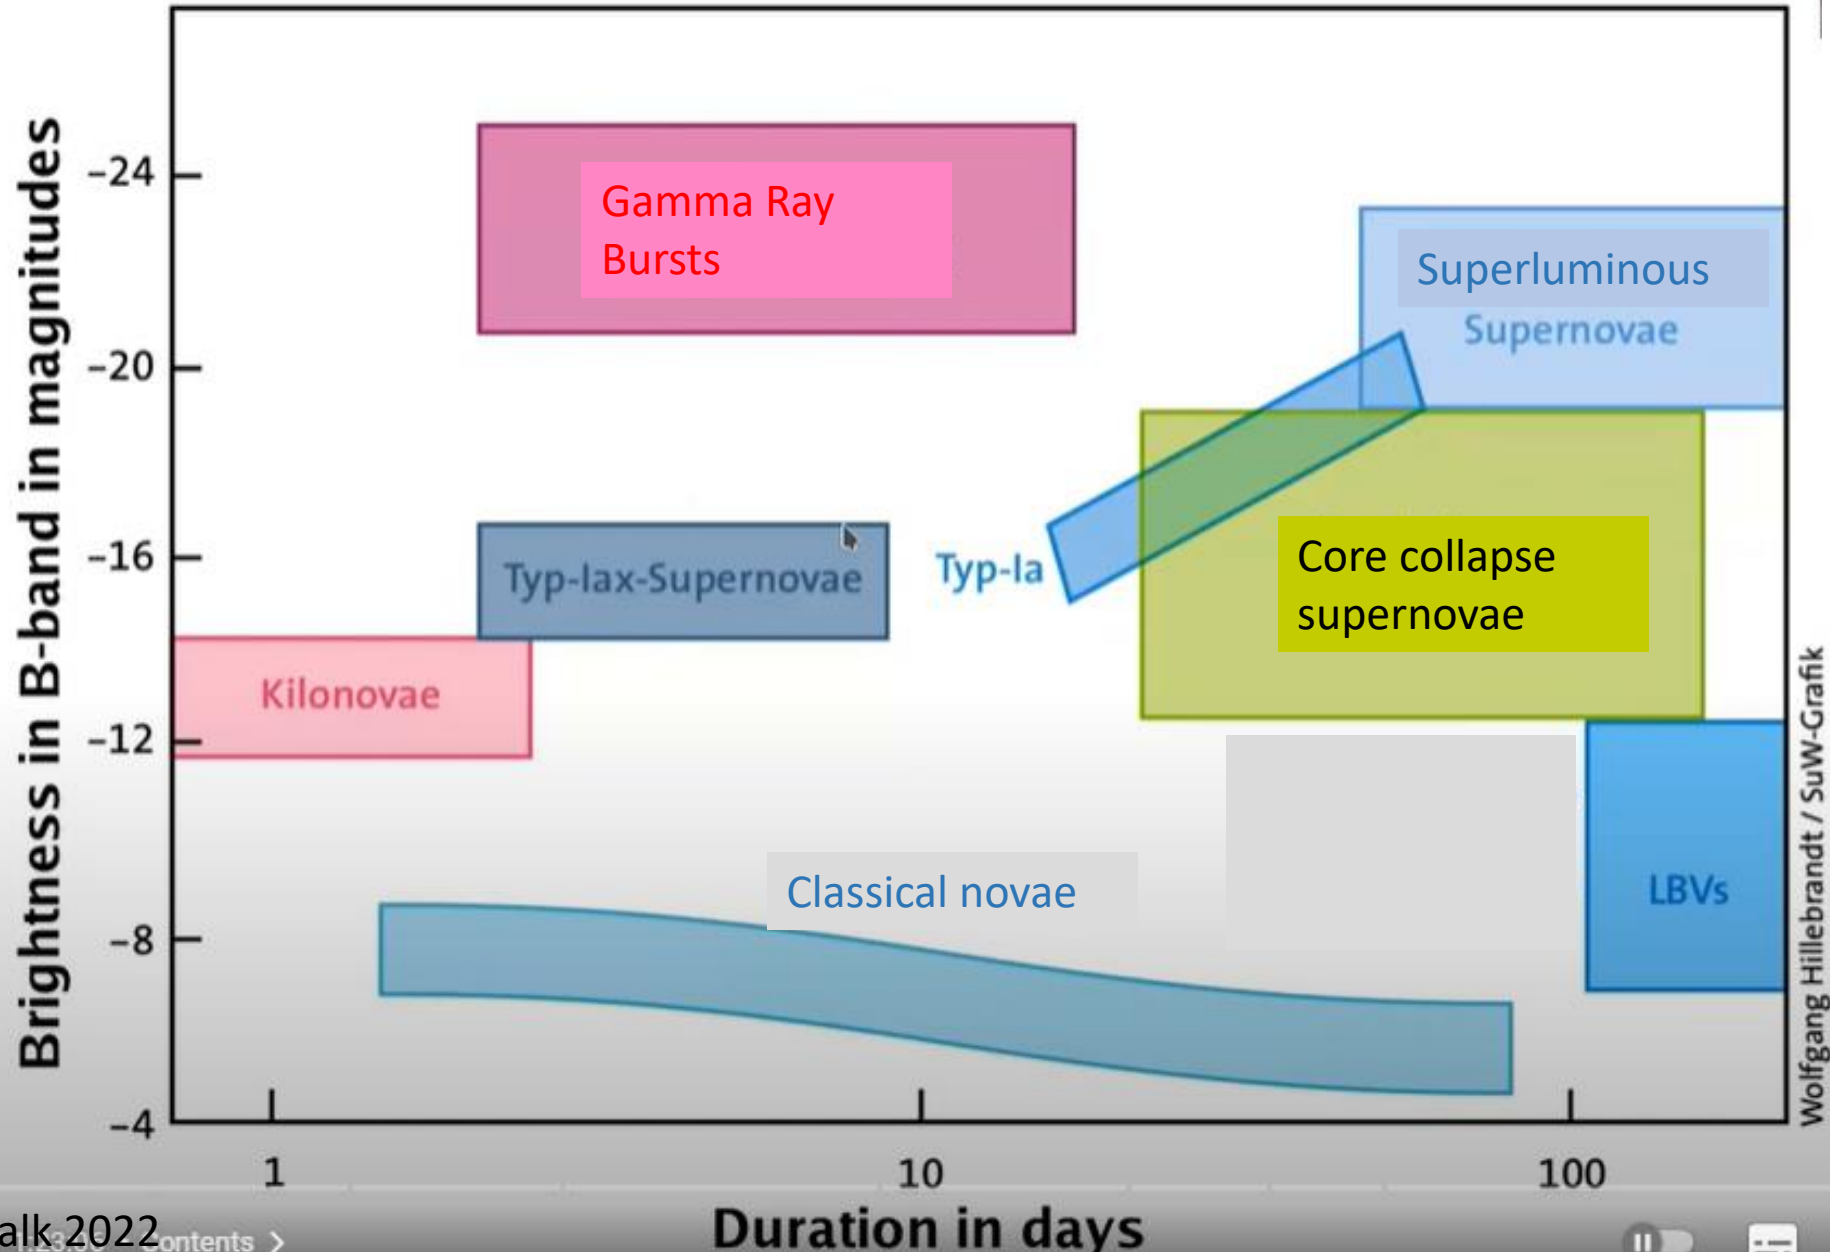 Brightness in B-band in magnitudes
-24
-20
-16
-12
-8
-4
Gamma Ray
Bursts
Superluminous
Supernovae
Typ-Iax-Supernovae
Typ-Ia
Core collapse
supernovae
Kilonovae
Classical novae
LBVs
1
10
100
Duration in days
Wolfgang Hillebrandt / SuW-Grafik
alk 2022
Contents